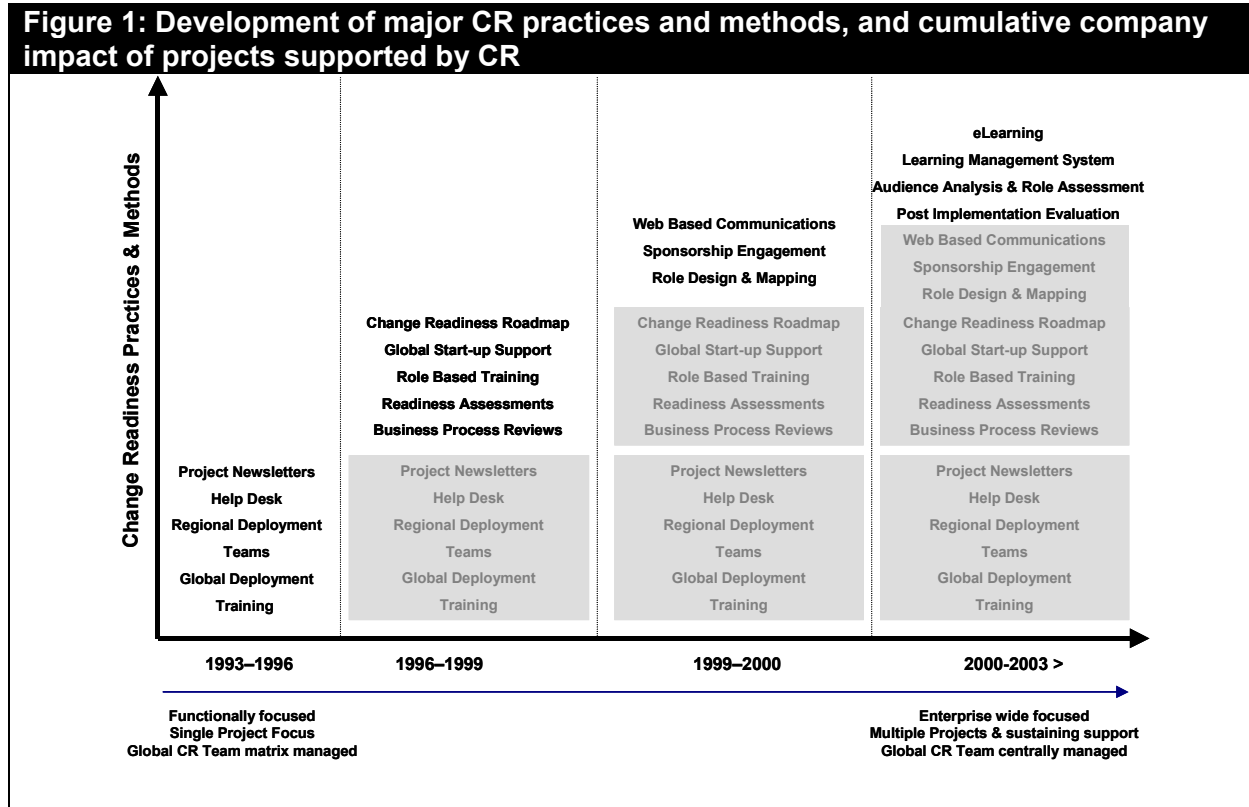 Figure 1: Development of major CR practices and methods, and cumulative company
impact of projects supported by CR
Change Readiness Practices & Methods
Project Newsletters
Help Desk
Regional Deployment
Teams
Global Deployment
Training
Change Readiness Roadmap
Global Start-up Support
Role Based Training
Readiness Assessments
Business Process Reviews
Project Newsletters
Help Desk
Regional Deployment
Teams
Global Deployment
Training
Web Based Communications
Sponsorship Engagement
Role Design & Mapping
Change Readiness Roadmap
Global Start-up Support
Role Based Training
Readiness Assessments
Business Process Reviews
Project Newsletters
Help Desk
Regional Deployment
Teams
Global Deployment
Training
eLearning
Learning Management System
Audience Analysis & Role Assessment
Post Implementation Evaluation
Web Based Communications
Sponsorship Engagement
Role Design & Mapping
Change Readiness Roadmap
Global Start-up Support
Role Based Training
Readiness Assessments
Business Process Reviews
Project Newsletters
Help Desk
Regional Deployment
Teams
Global Deployment
Training
1993–1996
1996–1999
1999–2000
2000-2003 >
Functionally focused
Single Project Focus
Global CR Team matrix managed
Enterprise wide focused
Multiple Projects & sustaining support
Global CR Team centrally managed